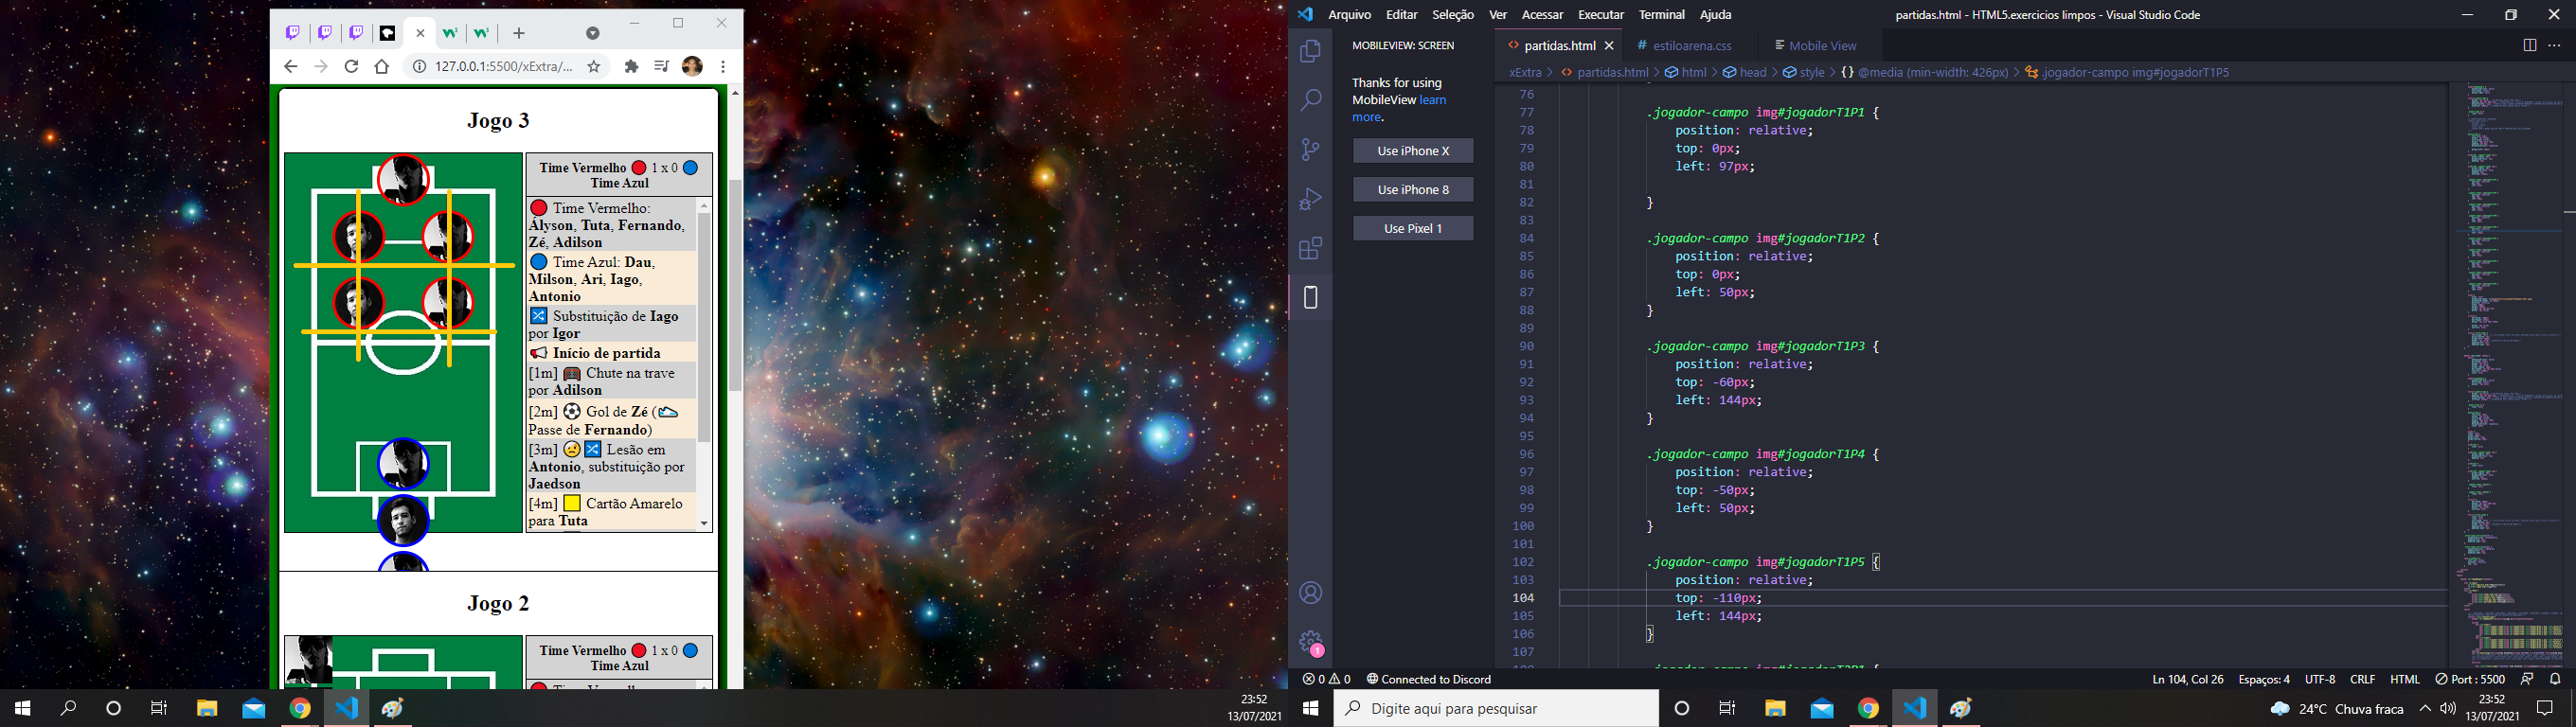 127.0.0.1:5500/xExtra/...
Jogo 3
Time Vermelho 1 x 0
Time Azul
Time Vermelho:
Ályson, Tuta, Fernando,
Zé, Adilson
Time Azul: Dau,
Milson, Ari, Iago,
Antonio
Substituição de Iago
por Igor
Início de partida
[1m] Chute na trave
por Adilson
[2m] Gol de Zé (
Passe de Fernando)
[3m] Lesão em
Antonio, substituição por
Jaedson
[4m] Cartão Amarelo
para Tuta
Jogo 2
Time Vermelho 1 x 0
Time Azul
23:52
13/07/2021
Arquivo Editar Seleção Ver Acessar Executar Terminal Ajuda
partidas.html - HTML5.exercicios limpos - Visual Studio Code
MOBILEVIEW: SCREEN
Thanks for using
MobileView learn
more.
Use iPhone X
Use iPhone 8
Use Pixel 1
partidas.html
# estiloarena.css
Mobile View
xExtra > partidas.html > html > head > style > {} @media (min-width: 426px) > .jogador-campo img#jogadorT1P5
76
77 .jogador-campo img#jogadorT1P1 {
78 position: relative;
79 top: 0px;
80 left: 97px;
81
82 }
83
84 .jogador-campo img#jogadorT1P2 {
85 position: relative;
86 top: 0px;
87 left: 50px;
88 }
89
90 .jogador-campo img#jogadorT1P3 {
91 position: relative;
92 top: -60px;
93 left: 144px;
94 }
95
96 .jogador-campo img#jogadorT1P4 {
97 position: relative;
98 top: -50px;
99 left: 50px;
100 }
101
102 .jogador-campo img#jogadorT1P5 {
103 position: relative;
104 top: -110px;
105 left: 144px;
106 }
107
0 0 Connected to Discord
Ln 104, Col 26 Espaços: 4 UTF-8 CRLF HTML Port : 5500
1
Digite aqui para pesquisar
24°C Chuva fraca
23:52
13/07/2021